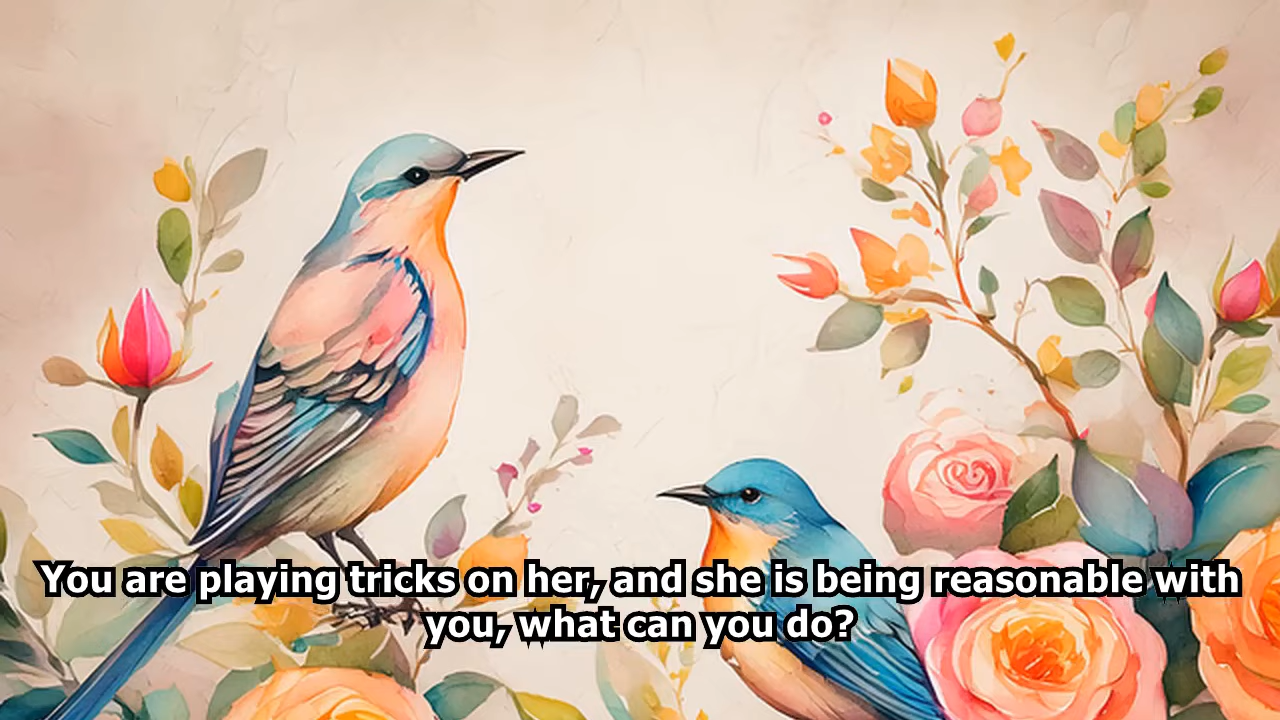 You are playing tricks on her, and she is being reasonable with
you, what can you do?